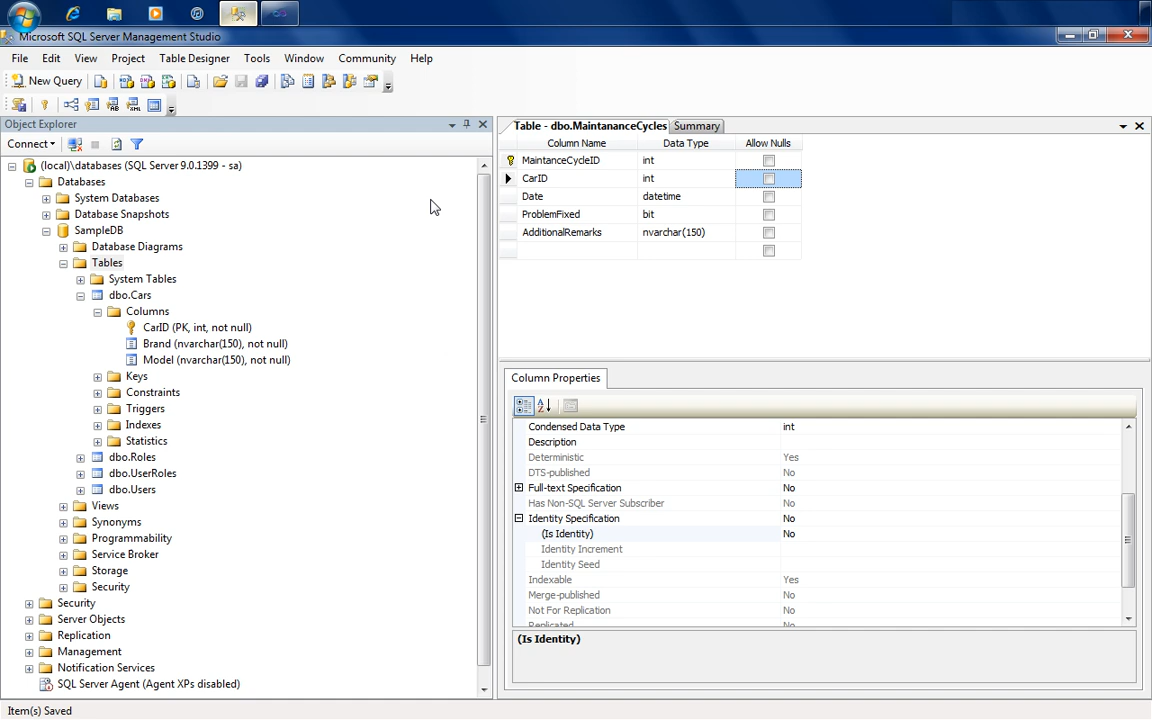 Microsoft SQL Server Management Studio
File Edit View Project Table Designer Tools Window Community Help
New Query
Object Explorer
Connect
(local)\databases (SQL Server 9.0.1399 - sa)
Databases
System Databases
Database Snapshots
SampleDB
Database Diagrams
Tables
System Tables
dbo.Cars
Columns
CarID (PK, int, not null)
Brand (nvarchar(150), not null)
Model (nvarchar(150), not null)
Keys
Constraints
Triggers
Indexes
Statistics
dbo.Roles
dbo.UserRoles
dbo.Users
Views
Synonyms
Programmability
Service Broker
Storage
Security
Security
Server Objects
Replication
Management
Notification Services
SQL Server Agent (Agent XPs disabled)
Table - dbo.MaintananceCycles Summary
Column Name Data Type Allow Nulls
MaintanceCycleID int
CarID int
Date datetime
ProblemFixed bit
AdditionalRemarks nvarchar(150)
Column Properties
Condensed Data Type int
Description
Deterministic Yes
DTS-published No
Full-text Specification No
Has Non-SQL Server Subscriber No
Identity Specification No
(Is Identity) No
Identity Increment
Identity Seed
Indexable Yes
Merge-published No
Not For Replication No
Replicated No
(Is Identity)
Item(s) Saved